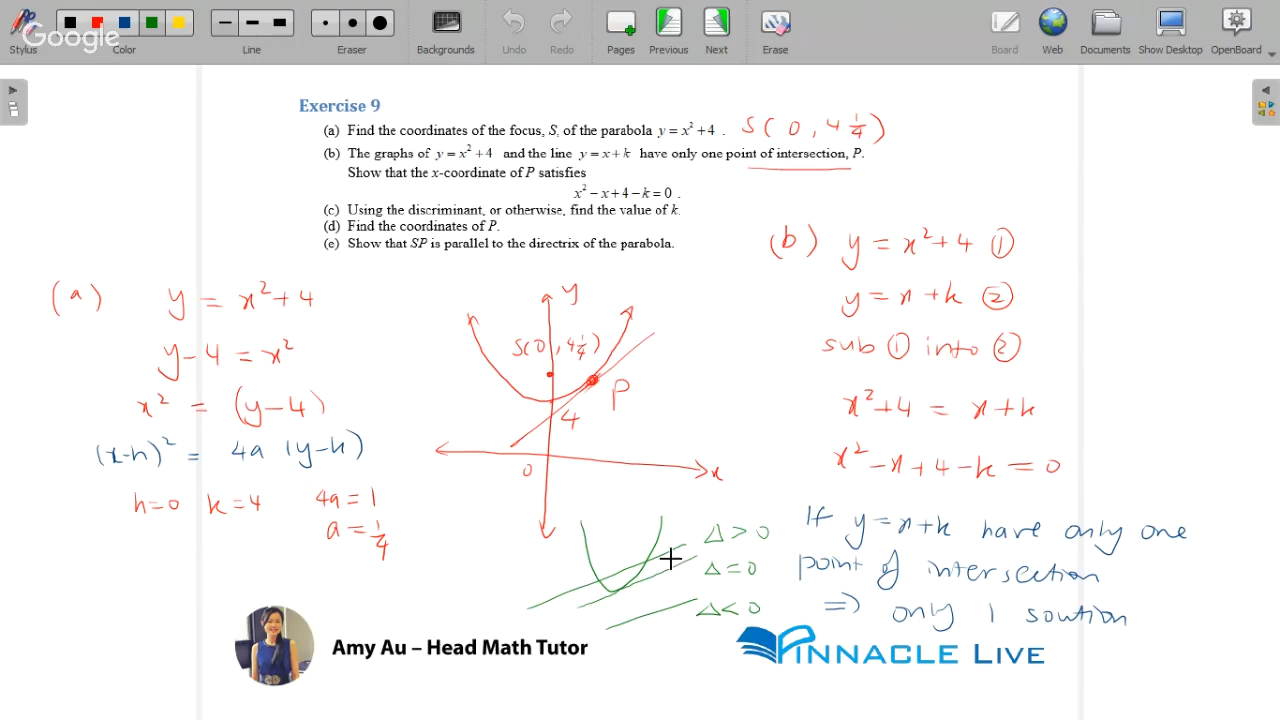 Stylus
Color
Line
Eraser
Backgrounds
Undo
Redo
Pages
Previous
Next
Erase
Board
Web
Documents
Show Desktop
OpenBoard
Google
Exercise 9
(a) Find the coordinates of the focus, S, of the parabola y = x² + 4 . S(0, 4 1/4)
(b) The graphs of y = x² + 4 and the line y = x + k have only one point of intersection, P.
Show that the x-coordinate of P satisfies
x² − x + 4 − k = 0 .
(c) Using the discriminant, or otherwise, find the value of k.
(d) Find the coordinates of P.
(e) Show that SP is parallel to the directrix of the parabola.
(a) y = x² + 4
y − 4 = x²
x² = (y − 4)
(x−h)² = 4a (y−k)
h=0 k=4 4a = 1
a = 1/4
y
S(0, 4 1/4)
P
4
0
x
Δ > 0
Δ = 0
Δ < 0
(b) y = x² + 4 ①
y = x + k ②
sub ① into ②
x² + 4 = x + k
x² − x + 4 − k = 0
If y = x + k have only one
point of intersection
⇒ only 1 soution
Amy Au – Head Math Tutor
PINNACLE LIVE